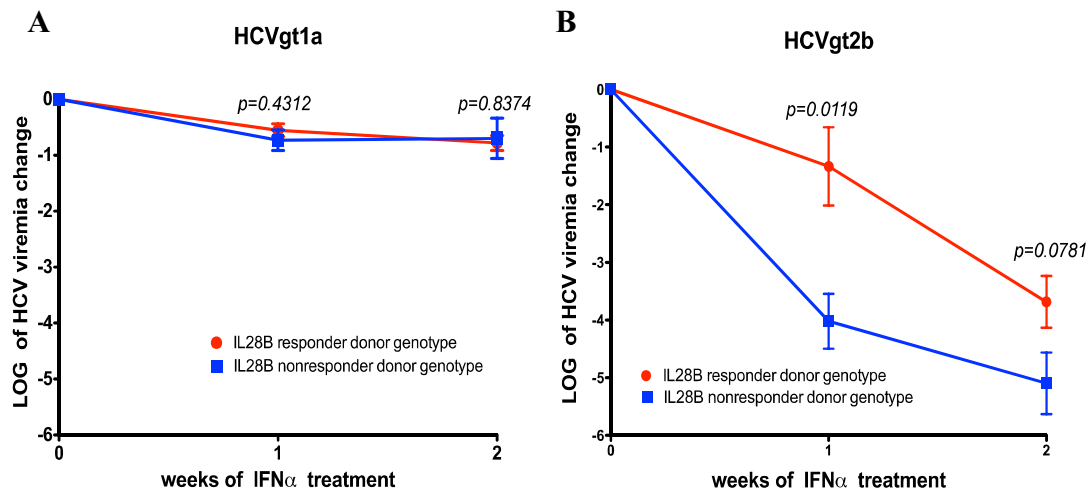 A
HCVgt1a
LOG of HCV viremia change
0
-1
-2
-3
-4
-5
-6
p=0.4312
p=0.8374
IL28B responder donor genotype
IL28B nonresponder donor genotype
0
1
2
weeks of IFNα treatment
B
HCVgt2b
LOG of HCV viremia change
0
-1
-2
-3
-4
-5
-6
p=0.0119
p=0.0781
IL28B responder donor genotype
IL28B nonresponder donor genotype
0
1
2
weeks of IFNα treatment